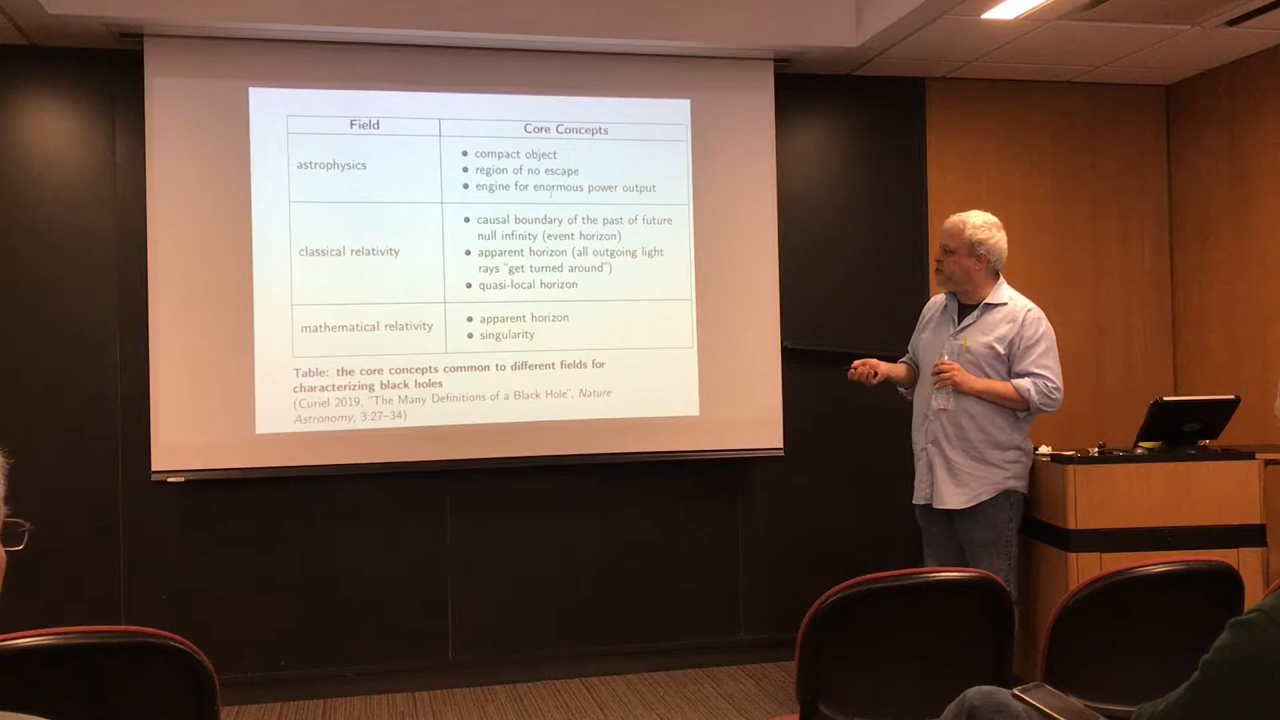 Field Core Concepts
astrophysics
• compact object
• region of no escape
• engine for enormous power output
classical relativity
• causal boundary of the past of future
null infinity (event horizon)
• apparent horizon (all outgoing light
rays “get turned around”)
• quasi-local horizon
mathematical relativity
• apparent horizon
• singularity
Table: the core concepts common to different fields for
characterizing black holes
(Curiel 2019, “The Many Definitions of a Black Hole”, Nature
Astronomy, 3:27–34)